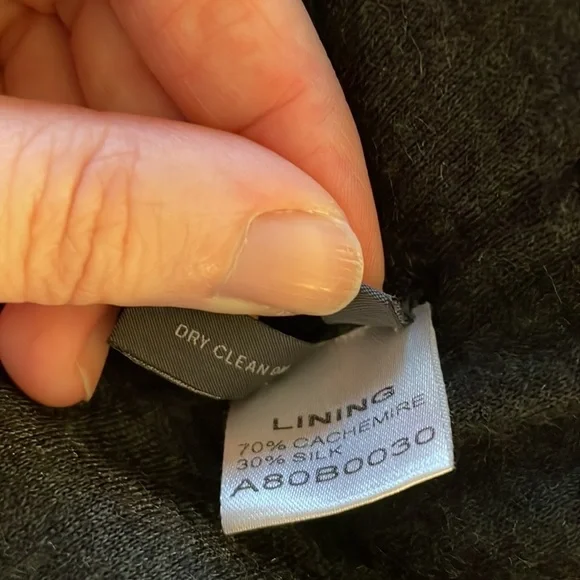 DRY CLEAN
LINING
70% CACHEMIRE
30% SILK
A80B0030